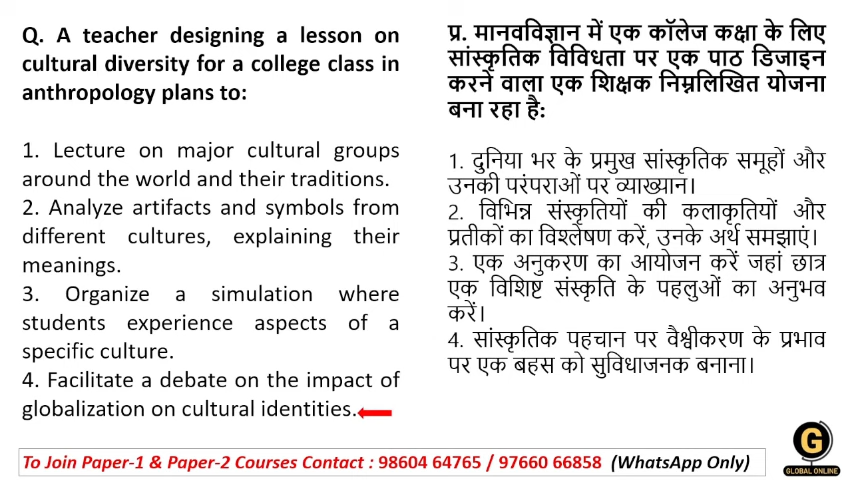 Q. A teacher designing a lesson on
cultural diversity for a college class in
anthropology plans to:
1. Lecture on major cultural groups
around the world and their traditions.
2. Analyze artifacts and symbols from
different cultures, explaining their
meanings.
3. Organize a simulation where
students experience aspects of a
specific culture.
4. Facilitate a debate on the impact of
globalization on cultural identities.
प्र. मानवविज्ञान में एक कॉलेज कक्षा के लिए
सांस्कृतिक विविधता पर एक पाठ डिजाइन
करने वाला एक शिक्षक निम्नलिखित योजना
बना रहा है:
1. दुनिया भर के प्रमुख सांस्कृतिक समूहों और
उनकी परंपराओं पर व्याख्यान।
2. विभिन्न संस्कृतियों की कलाकृतियों और
प्रतीकों का विश्लेषण करें, उनके अर्थ समझाएं।
3. एक अनुकरण का आयोजन करें जहां छात्र
एक विशिष्ट संस्कृति के पहलुओं का अनुभव
करें।
4. सांस्कृतिक पहचान पर वैश्वीकरण के प्रभाव
पर एक बहस को सुविधाजनक बनाना।
To Join Paper-1 & Paper-2 Courses Contact : 98604 64765 / 97660 66858 (WhatsApp Only)
G
GLOBAL ONLINE